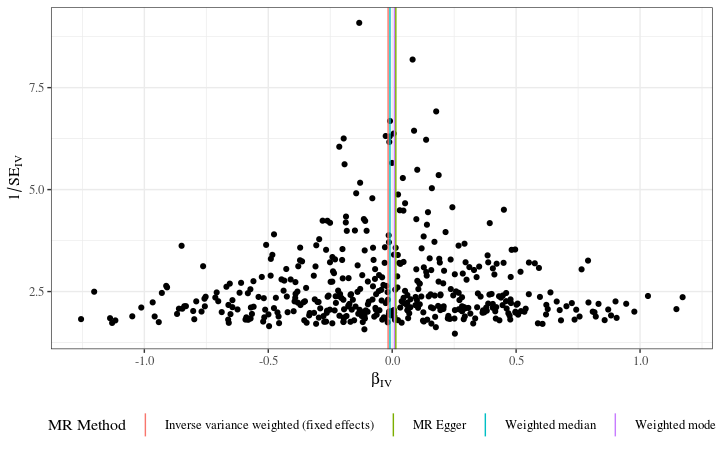 7.5
5.0
2.5
1/SE_IV
-1.0 -0.5 0.0 0.5 1.0
β_IV
MR Method Inverse variance weighted (fixed effects) MR Egger Weighted median Weighted mode